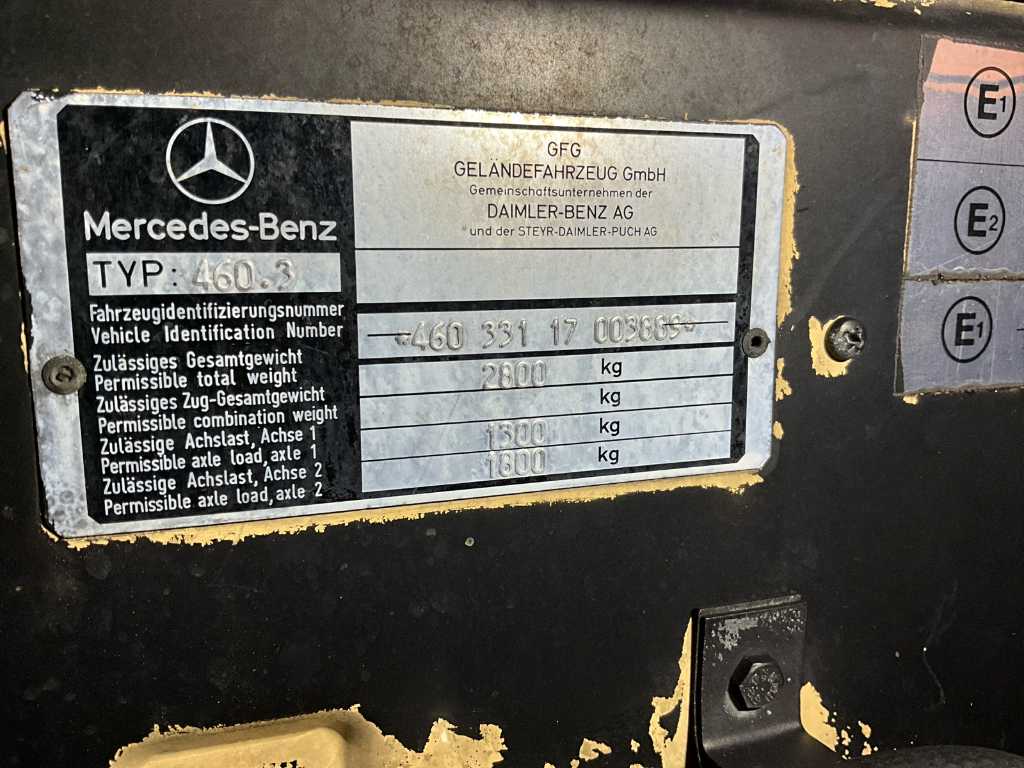 GFG
GELÄNDEFAHRZEUG GmbH
Gemeinschaftsunternehmen der
DAIMLER-BENZ AG
und der STEYR-DAIMLER-PUCH AG
Mercedes-Benz
TYP: 460.3
Fahrzeugidentifizierungsnummer
Vehicle Identification Number
*460 331 17 003889*
Zulässiges Gesamtgewicht
Permissible total weight
2800 kg
Zulässiges Zug-Gesamtgewicht
Permissible combination weight
kg
Zulässige Achslast, Achse 1
Permissible axle load, axle 1
1300 kg
Zulässige Achslast, Achse 2
Permissible axle load, axle 2
1800 kg
E1
E2
E1